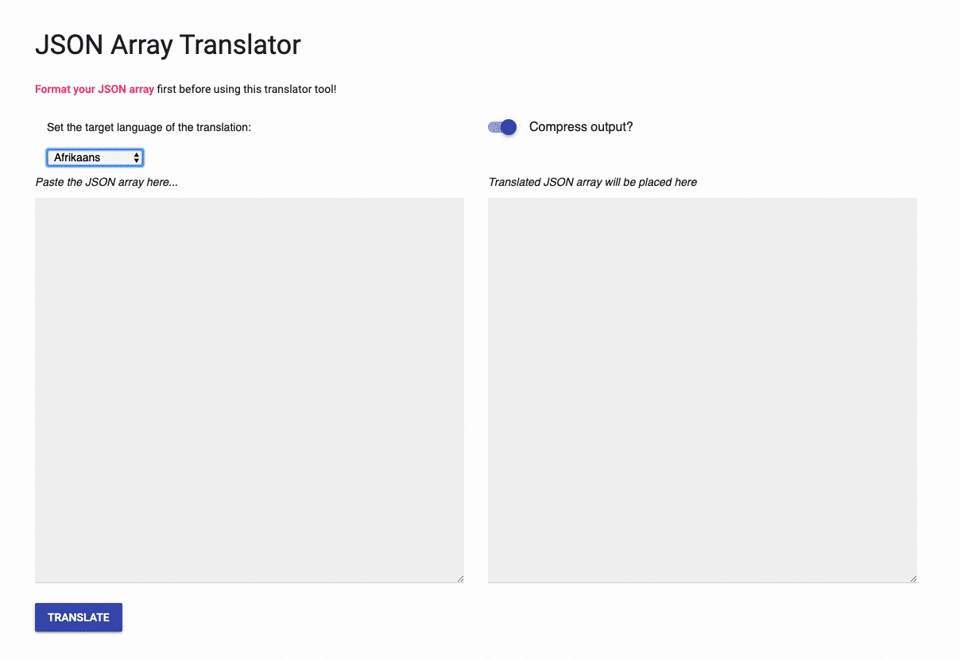 JSON Array Translator
Format your JSON array first before using this translator tool!
Set the target language of the translation:
Compress output?
Afrikaans
Paste the JSON array here...
Translated JSON array will be placed here
TRANSLATE